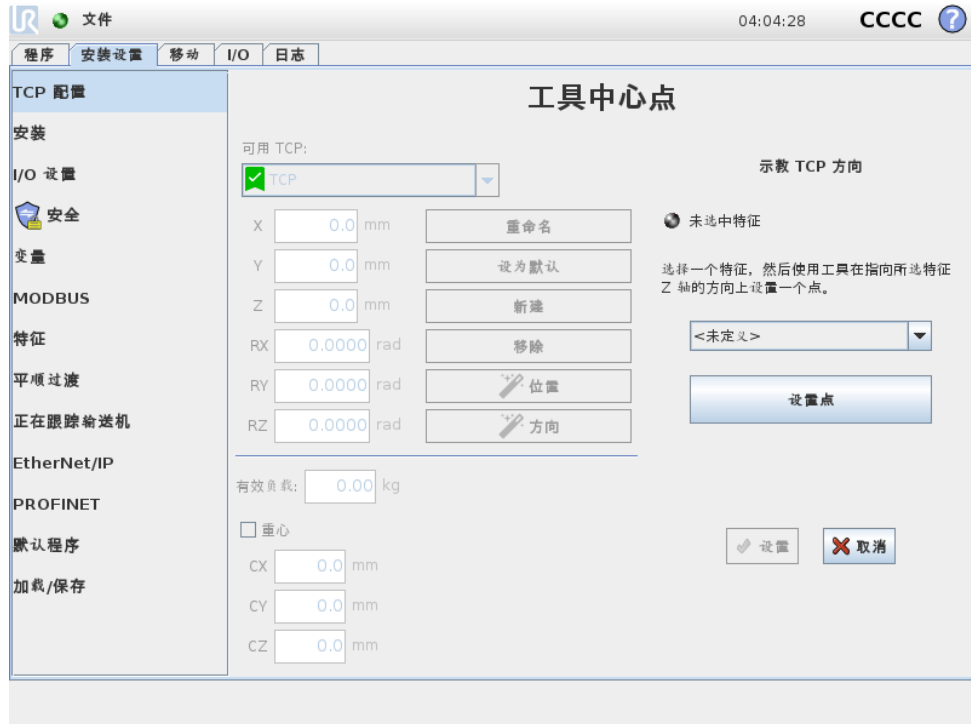 UR 文件 04:04:28 CCCC ?
程序 安装设置 移动 I/O 日志
TCP 配置
安装
I/O 设置
安全
变量
MODBUS
特征
平顺过渡
正在跟踪输送机
EtherNet/IP
PROFINET
默认程序
加载/保存
工具中心点
可用 TCP:
TCP
X 0.0 mm 重命名
Y 0.0 mm 设为默认
Z 0.0 mm 新建
RX 0.0000 rad 移除
RY 0.0000 rad 位置
RZ 0.0000 rad 方向
有效负载: 0.00 kg
重心
CX 0.0 mm
CY 0.0 mm
CZ 0.0 mm
示教 TCP 方向
未选中特征
选择一个特征，然后使用工具在指向所选特征
Z 轴的方向上设置一个点。
<未定义>
设置点
设置 取消